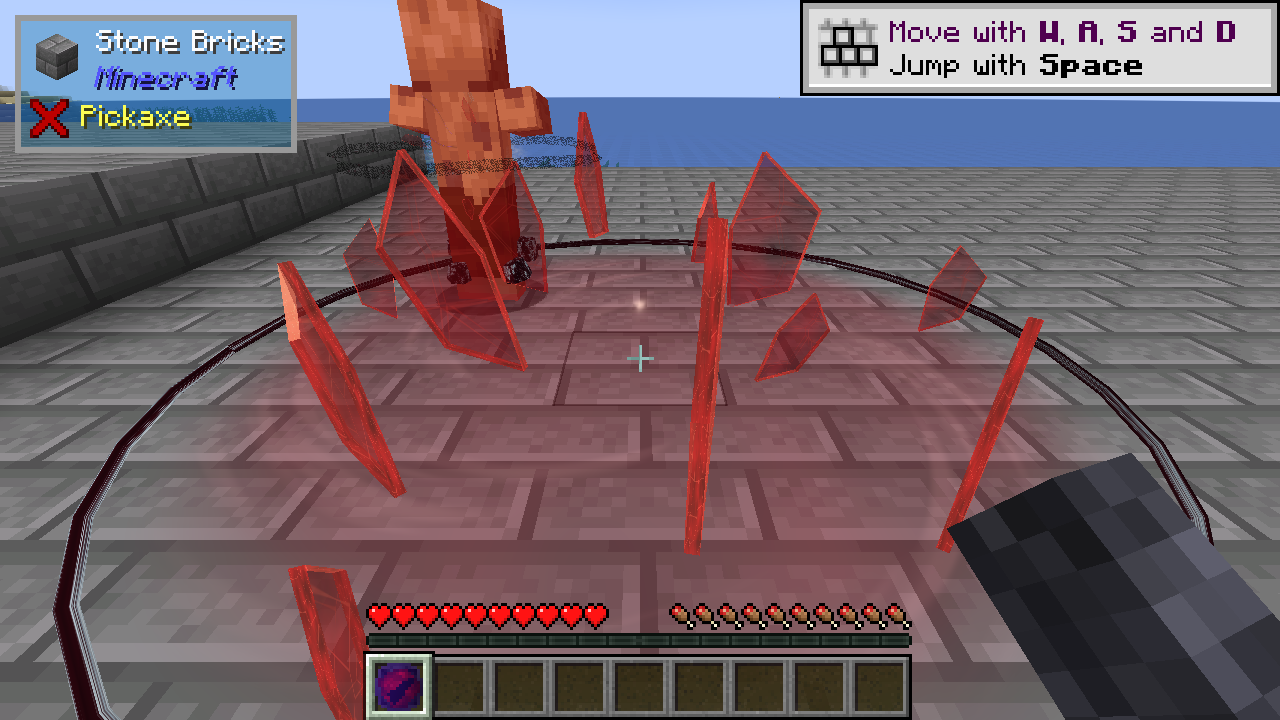 Stone Bricks
Minecraft
Pickaxe
Move with W, A, S and D
Jump with Space